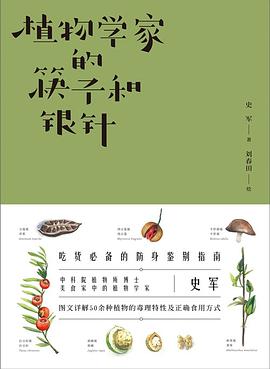 植物学家
的
筷子和
银针
史军 著
刘春田 绘
吃货必备的防身鉴别指南
中科院植物所博士
美食家中的植物学家
史军
图文详解50余种植物的毒理特性及正确食用方式